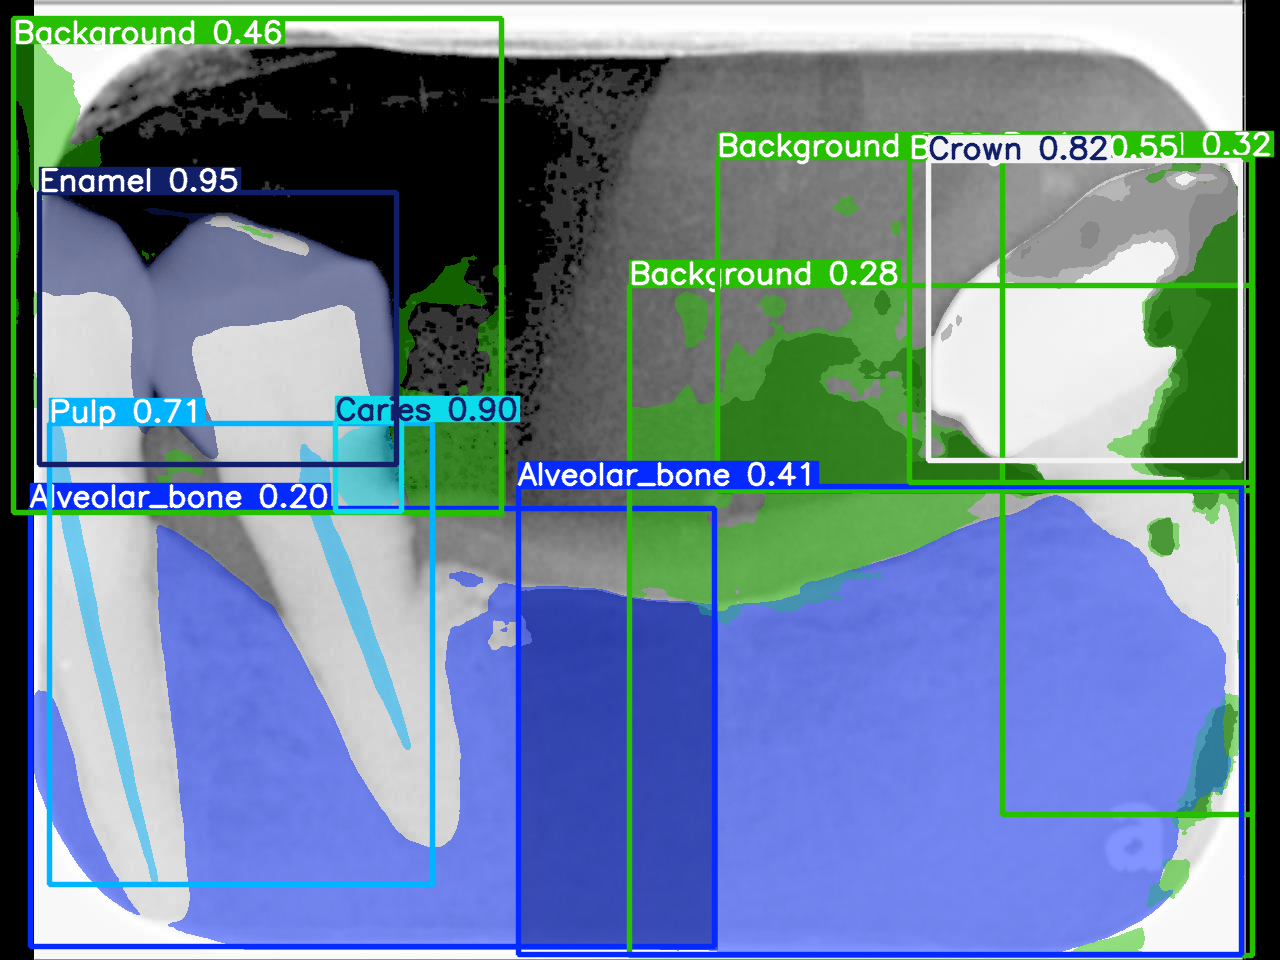 Background 0.46
Background
0.55
0.32
Crown 0.82
Enamel 0.95
Background 0.28
Pulp 0.71
Caries 0.90
Alveolar_bone 0.41
Alveolar_bone 0.20
a